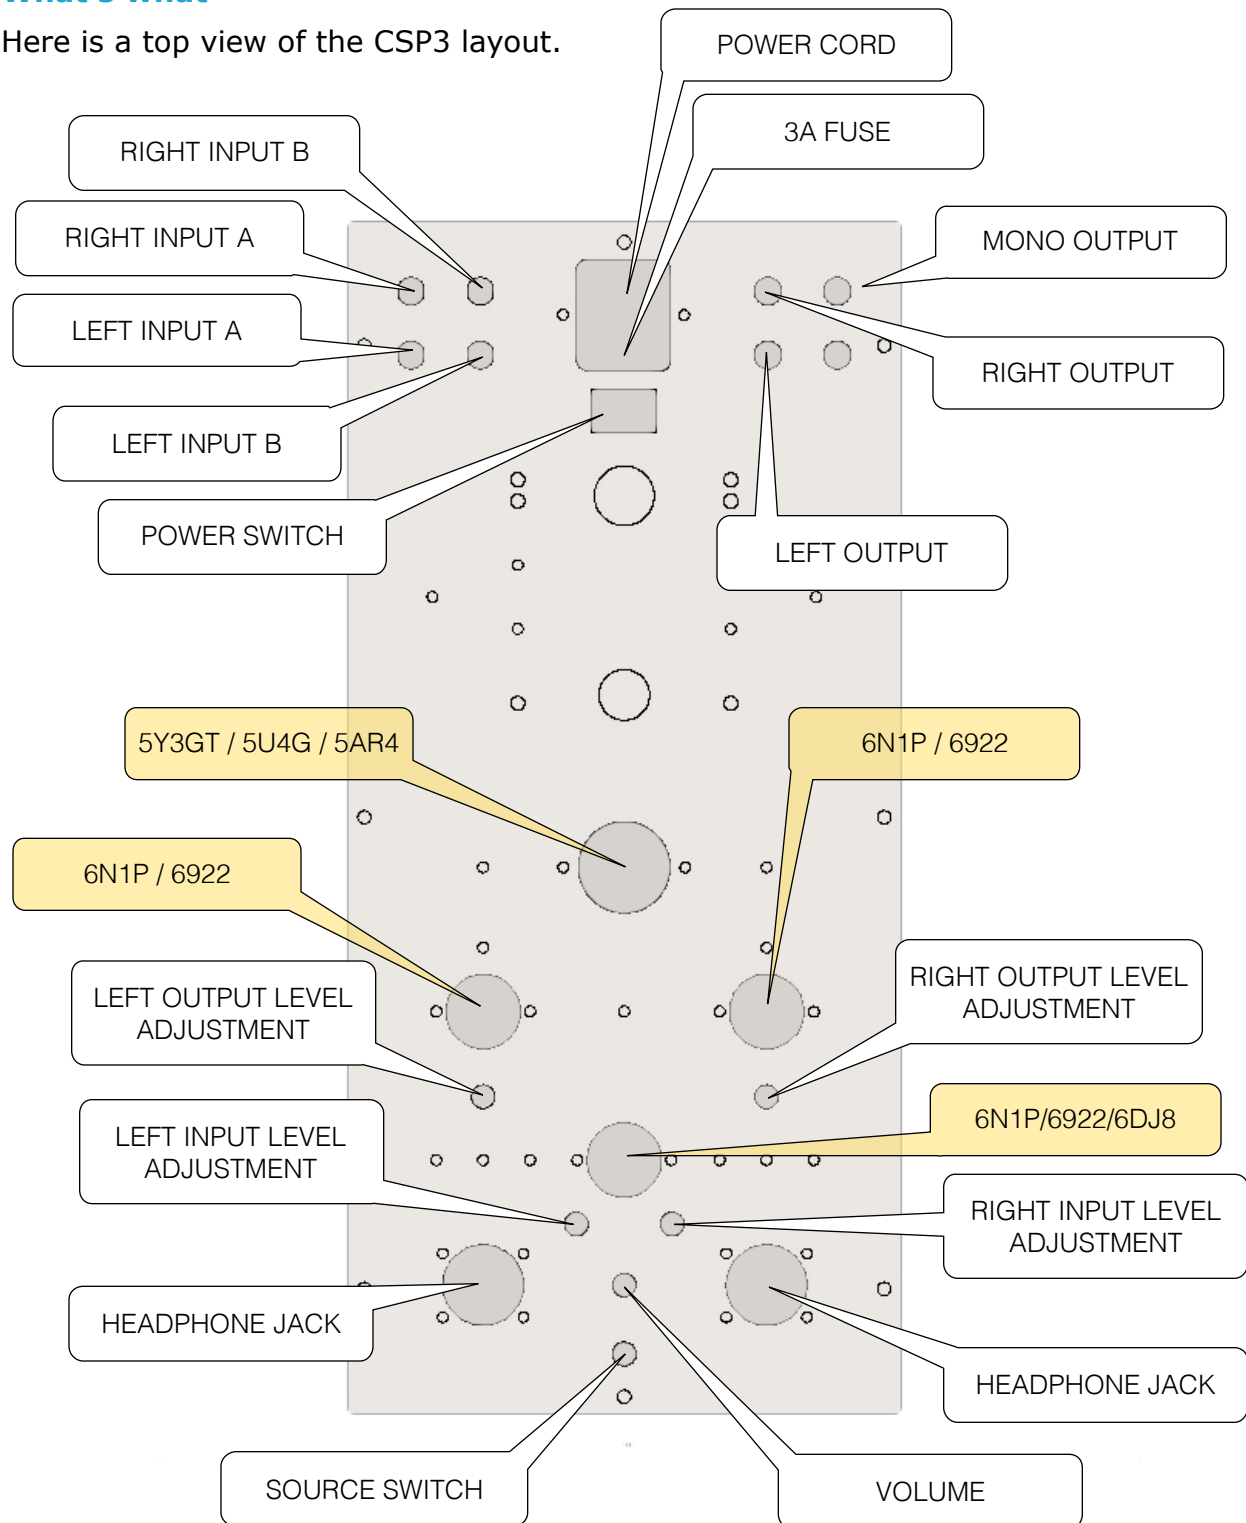 What's what
Here is a top view of the CSP3 layout.
POWER CORD
3A FUSE
RIGHT INPUT B
RIGHT INPUT A
MONO OUTPUT
LEFT INPUT A
RIGHT OUTPUT
LEFT INPUT B
POWER SWITCH
LEFT OUTPUT
5Y3GT / 5U4G / 5AR4
6N1P / 6922
6N1P / 6922
LEFT OUTPUT LEVEL
ADJUSTMENT
RIGHT OUTPUT LEVEL
ADJUSTMENT
6N1P/6922/6DJ8
LEFT INPUT LEVEL
ADJUSTMENT
RIGHT INPUT LEVEL
ADJUSTMENT
HEADPHONE JACK
HEADPHONE JACK
SOURCE SWITCH
VOLUME